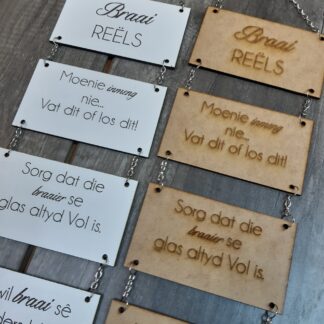 Braai
REËLS
Moenie inmeng
nie...
Vat dit of los dit!
Sorg dat die
braaier se
glas altyd Vol is.
wil braai sê
Braai
REËLS
Moenie inmeng
nie...
Vat dit of los dit!
Sorg dat die
braaier se
glas altyd Vol is.